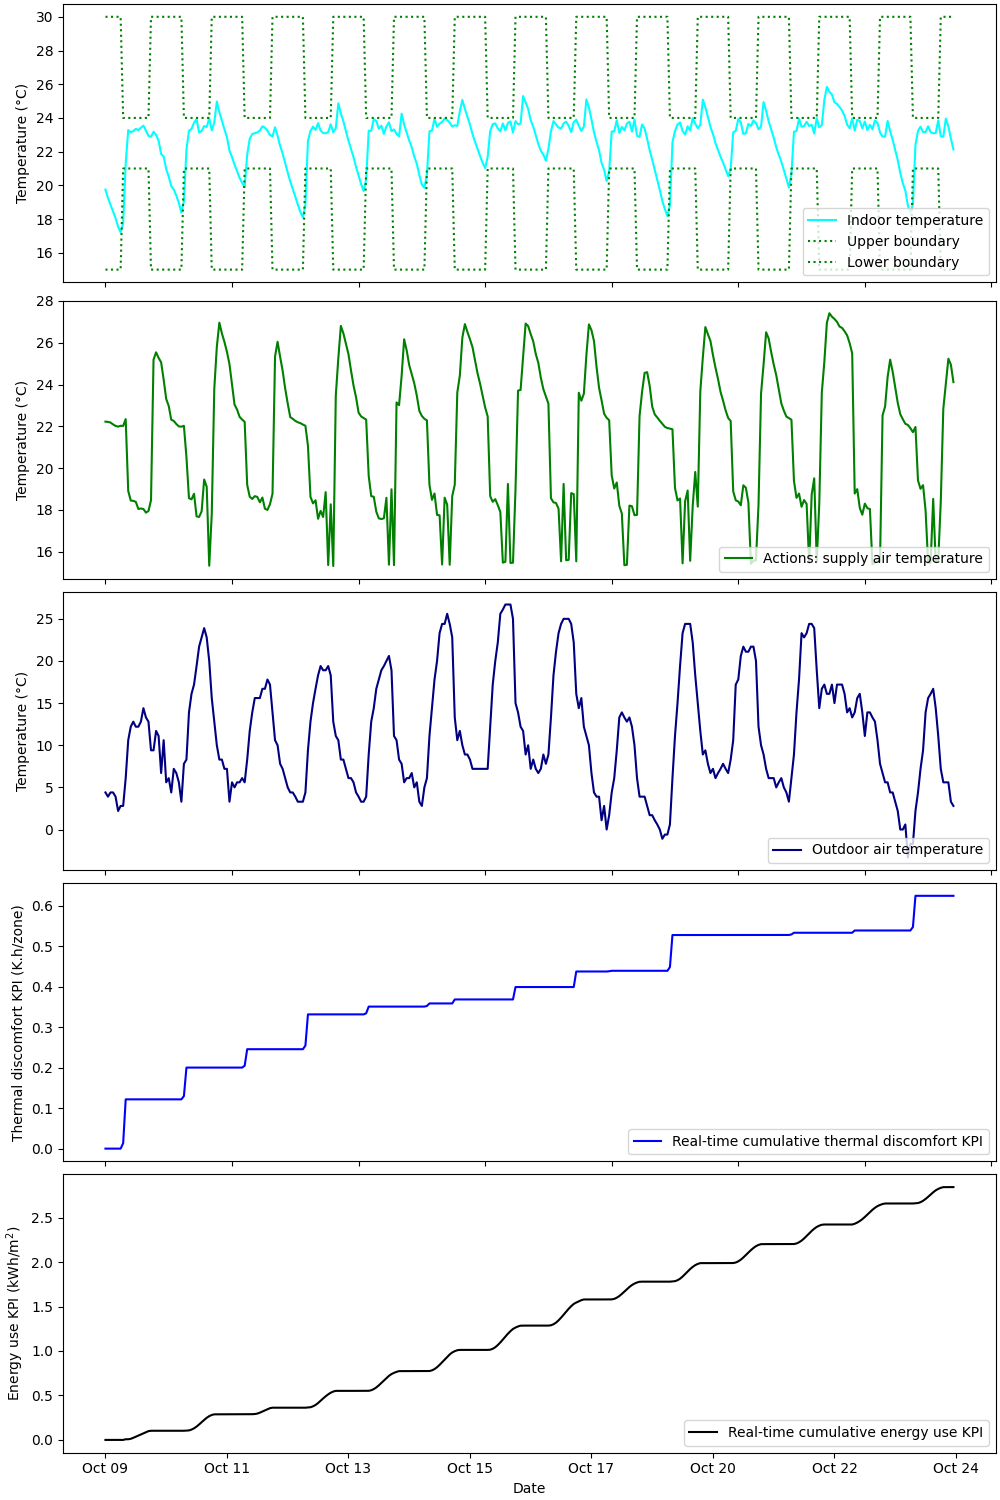 Temperature (°C)
30
28
26
24
22
20
18
16
Indoor temperature
Upper boundary
Lower boundary
Temperature (°C)
28
26
24
22
20
18
16
Actions: supply air temperature
Temperature (°C)
25
20
15
10
5
0
Outdoor air temperature
Thermal discomfort KPI (K.h/zone)
0.6
0.5
0.4
0.3
0.2
0.1
0.0
Real-time cumulative thermal discomfort KPI
Energy use KPI (kWh/m²)
2.5
2.0
1.5
1.0
0.5
0.0
Real-time cumulative energy use KPI
Oct 09 Oct 11 Oct 13 Oct 15 Oct 17 Oct 20 Oct 22 Oct 24
Date